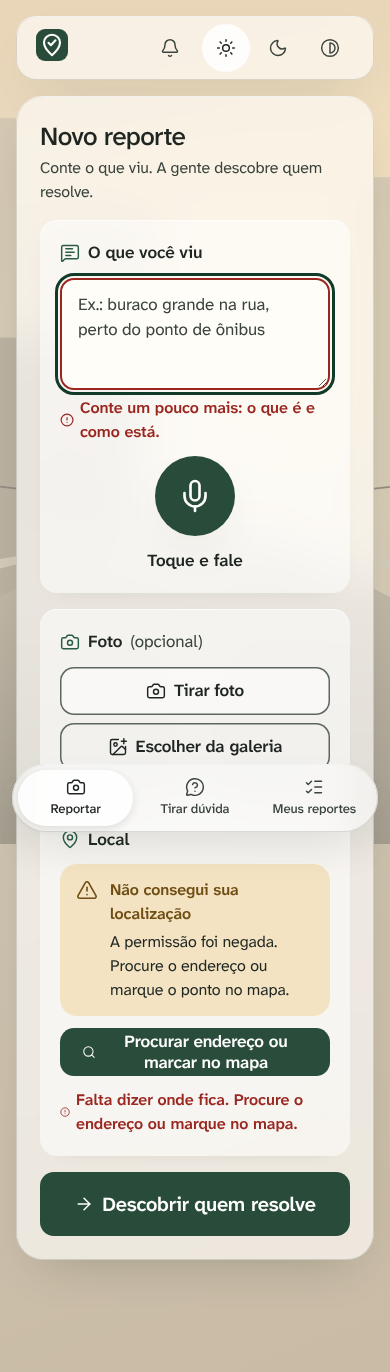 Novo reporte
Conte o que viu. A gente descobre quem
resolve.
O que você viu
Ex.: buraco grande na rua,
perto do ponto de ônibus
Conte um pouco mais: o que é e
como está.
Toque e fale
Foto (opcional)
Tirar foto
Escolher da galeria
Reportar
Tirar dúvida
Meus reportes
Local
Não consegui sua
localização
A permissão foi negada.
Procure o endereço ou
marque o ponto no mapa.
Procurar endereço ou
marcar no mapa
Falta dizer onde fica. Procure o
endereço ou marque no mapa.
Descobrir quem resolve